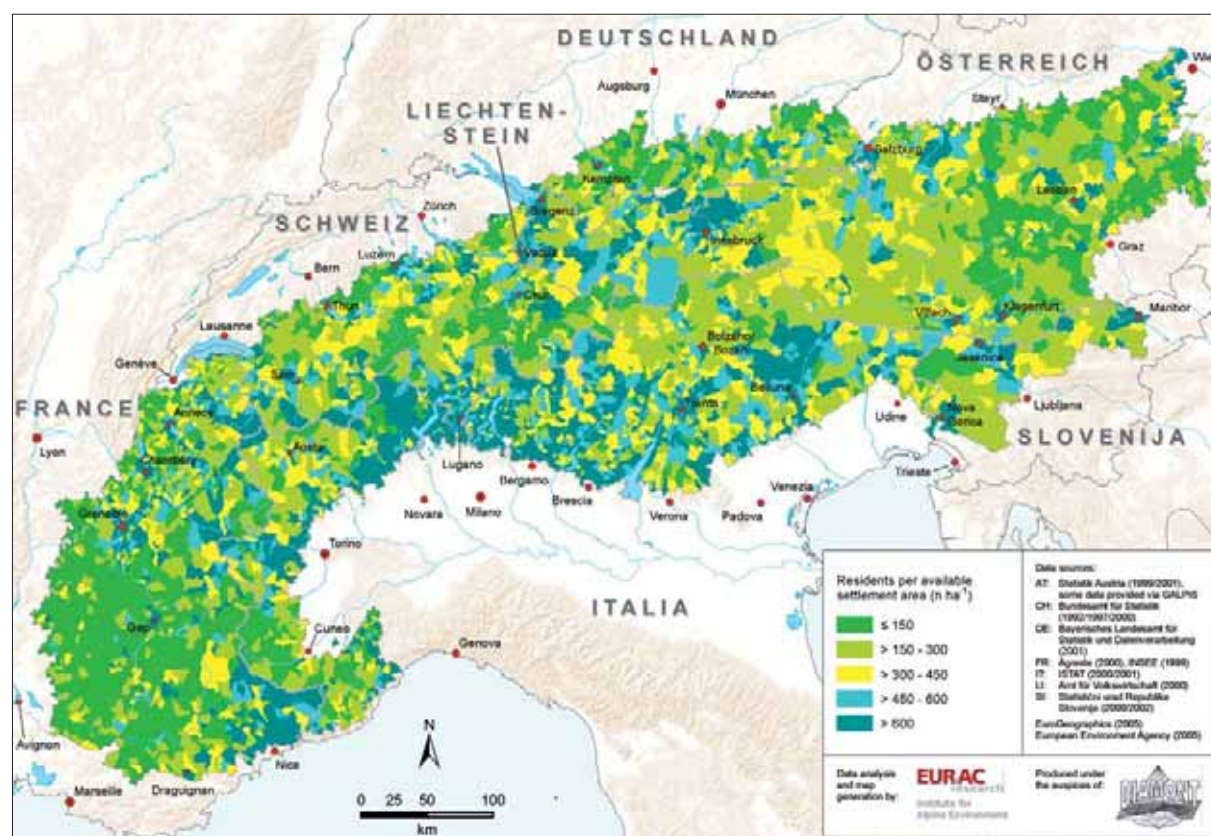 DEUTSCHLAND
ÖSTERREICH
Wie
Augsburg
München
Steyr
LIECHTEN-
STEIN
Salzburg
Kempten
Leoben
Zürich
Bregenz
SCHWEIZ
Innsbruck
Graz
Luzern
Vaduz
Bern
Chur
Thun
Klagenfurt
Maribor
Villach
Lausanne
Bolzano
Bozen
Jesenice
Genève
Sion
Belluno
FRANCE
Annecy
Trento
Nova
Gorica
Ljubljana
Udine
Lyon
Aosta
SLOVENIJA
Chambéry
Lugano
Trieste
Bergamo
Venezia
Grenoble
Novara
Milano
Brescia
Verona
Padova
Torino
ITALIA
Gap
Cuneo
Genova
Avignon
Nice
Marseille
Draguignan
N
0 25 50 100
km
Residents per available
settlement area (n ha⁻¹)
≤ 150
> 150 - 300
> 300 - 450
> 450 - 600
> 600
Data sources:
AT: Statistik Austria (1999/2001),
some data provided via GALPIS
CH: Bundesamt für Statistik
(1992/1997/2000)
DE: Bayerisches Landesamt für
Statistik und Datenverarbeitung
(2001)
FR: Agreste (2000), INSEE (1999)
IT: ISTAT (2000/2001)
LI: Amt für Volkswirtschaft (2000)
SI: Statistični urad Republike
Slovenije (2000/2002)
EuroGeographics (2005)
European Environment Agency (2005)
Data analysis
and map
generation by:
EURAC
research
Institute for
Alpine Environment
Produced under
the auspices of:
DIAMONT